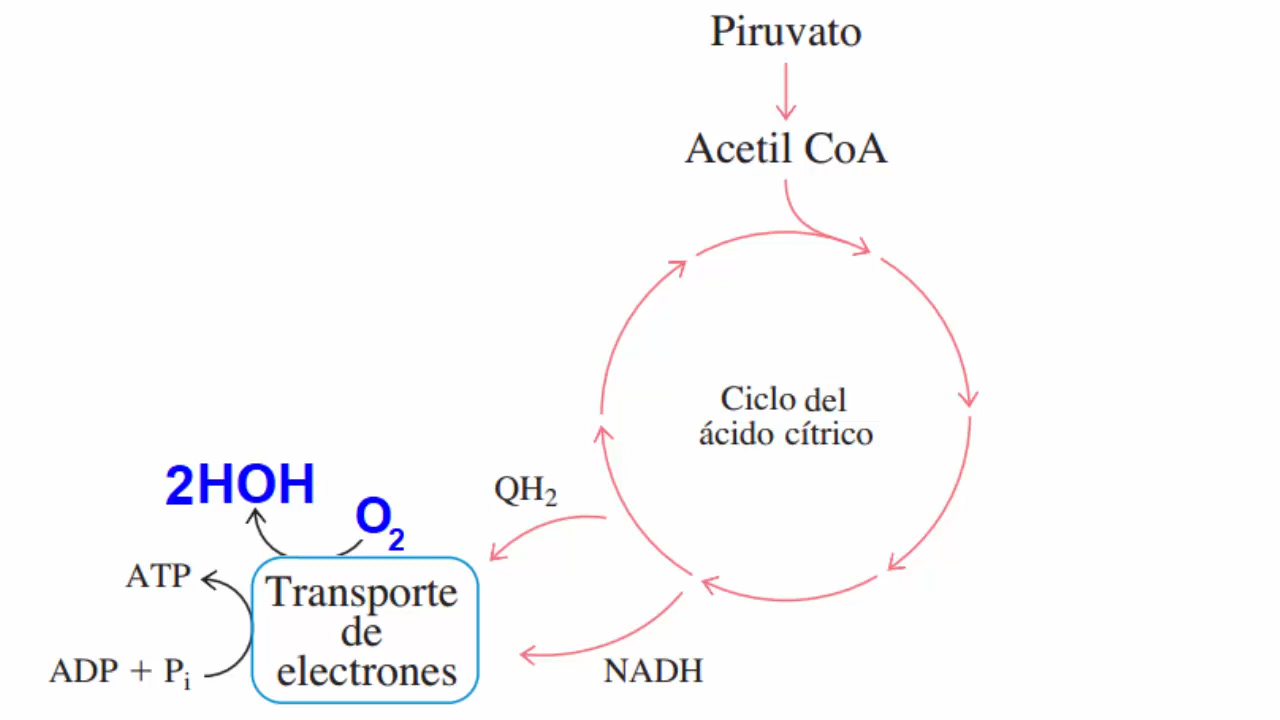 Piruvato
Acetil CoA
Ciclo del
ácido cítrico
QH₂
2HOH
O₂
ATP
Transporte
de
electrones
ADP + Pᵢ
NADH